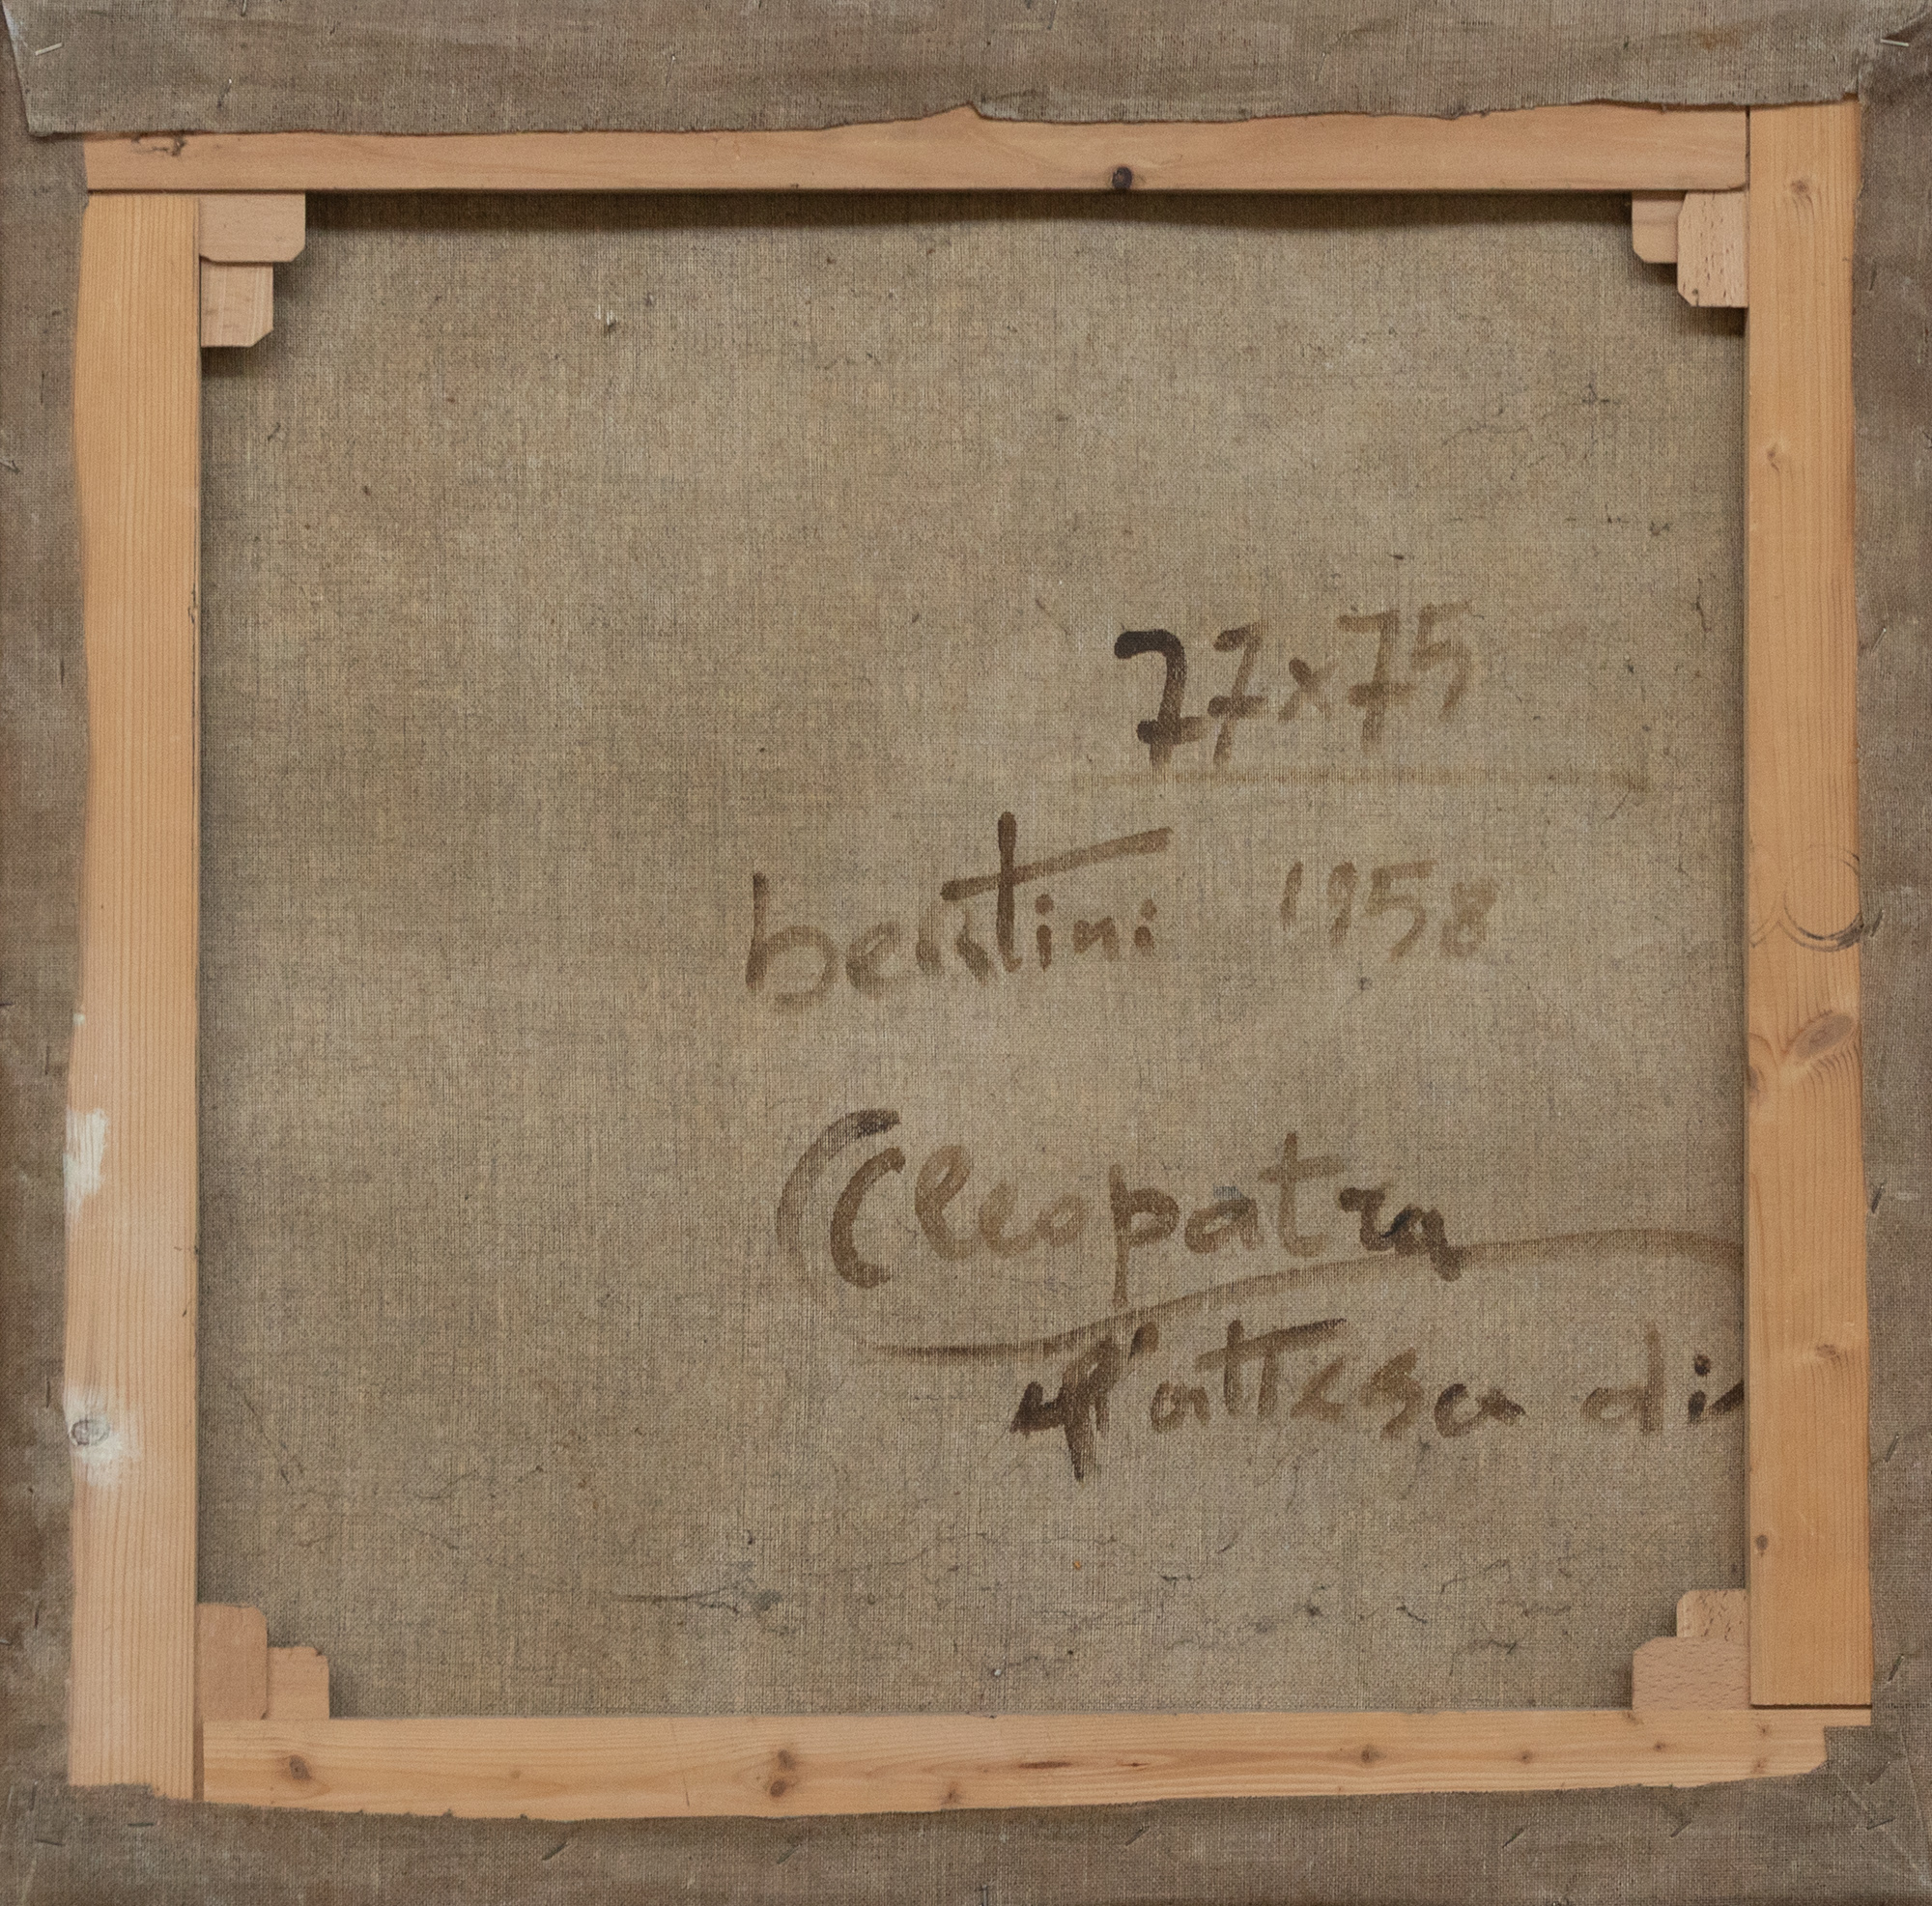 77x75
bertini 1958
Cleopatra
l'attesa di